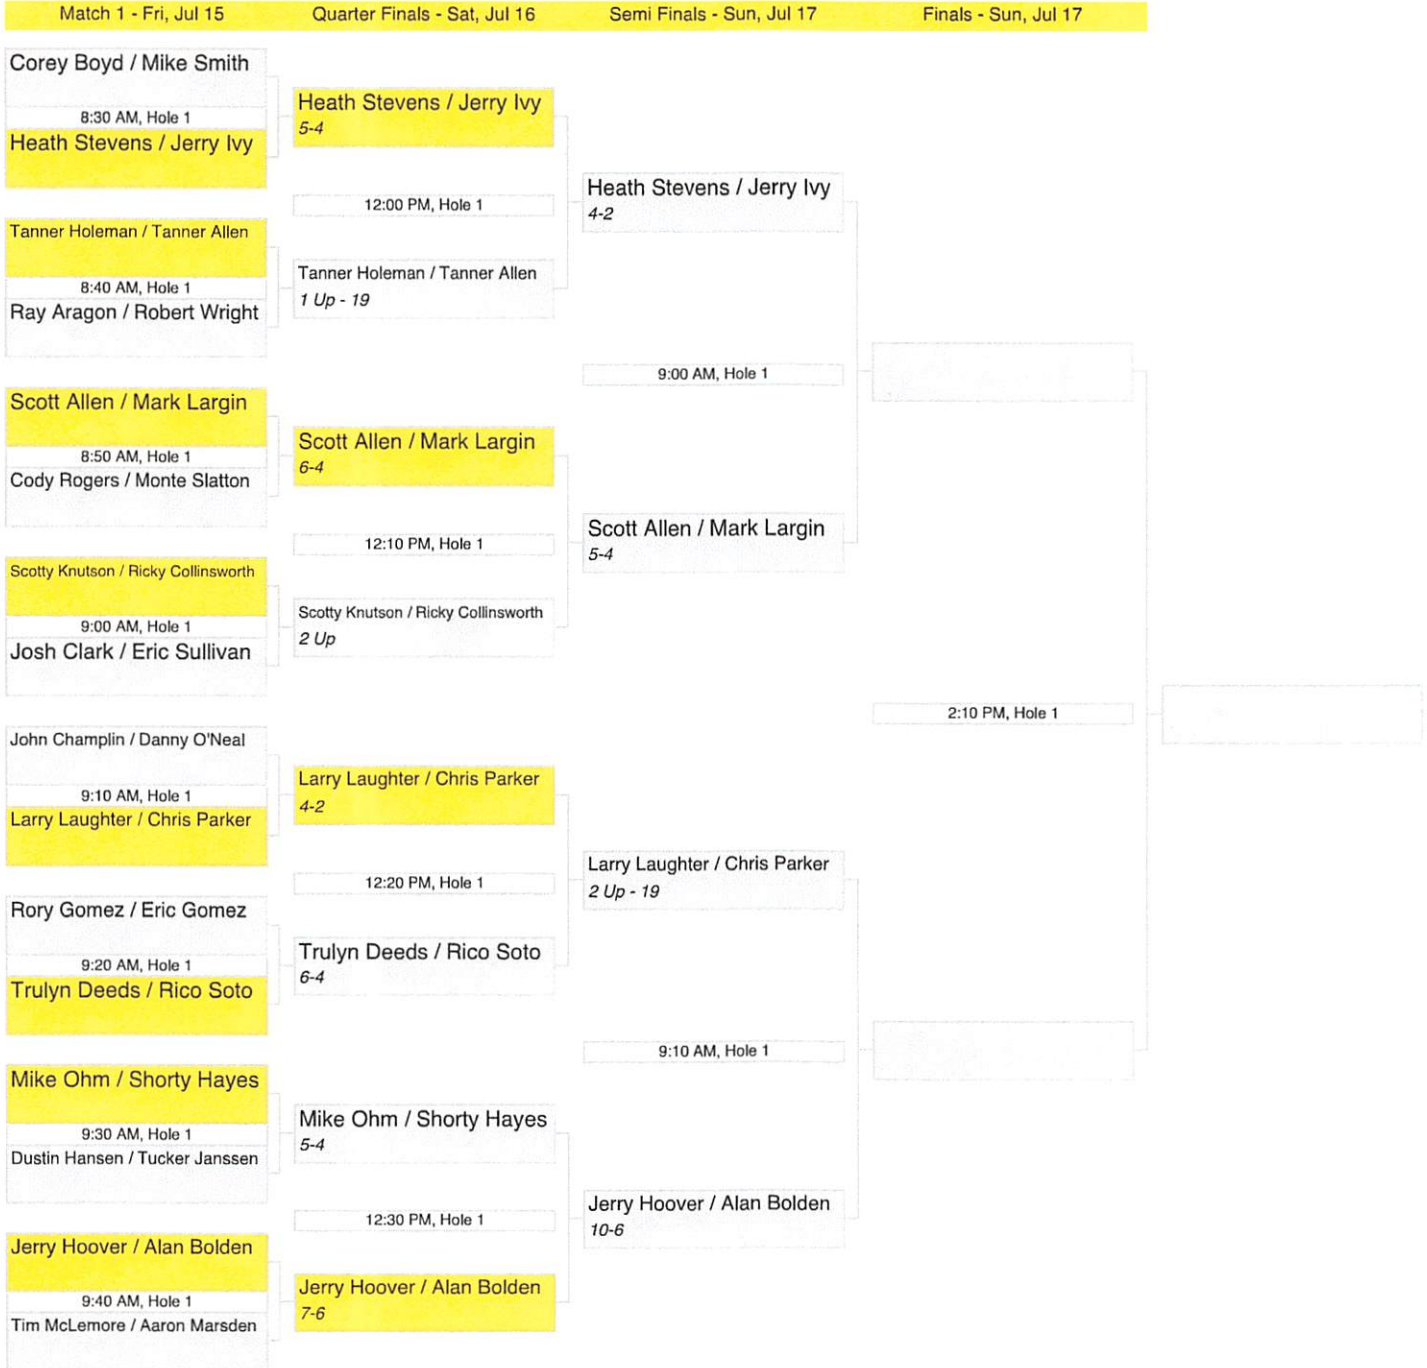 Match 1 - Fri, Jul 15
Quarter Finals - Sat, Jul 16
Semi Finals - Sun, Jul 17
Finals - Sun, Jul 17
Corey Boyd / Mike Smith
8:30 AM, Hole 1
Heath Stevens / Jerry Ivy
Tanner Holeman / Tanner Allen
8:40 AM, Hole 1
Ray Aragon / Robert Wright
Scott Allen / Mark Largin
8:50 AM, Hole 1
Cody Rogers / Monte Slatton
Scotty Knutson / Ricky Collinsworth
9:00 AM, Hole 1
Josh Clark / Eric Sullivan
John Champlin / Danny O'Neal
9:10 AM, Hole 1
Larry Laughter / Chris Parker
Rory Gomez / Eric Gomez
9:20 AM, Hole 1
Trulyn Deeds / Rico Soto
Mike Ohm / Shorty Hayes
9:30 AM, Hole 1
Dustin Hansen / Tucker Janssen
Jerry Hoover / Alan Bolden
9:40 AM, Hole 1
Tim McLemore / Aaron Marsden
Heath Stevens / Jerry Ivy
5-4
12:00 PM, Hole 1
Tanner Holeman / Tanner Allen
1 Up - 19
Scott Allen / Mark Largin
6-4
12:10 PM, Hole 1
Scotty Knutson / Ricky Collinsworth
2 Up
Larry Laughter / Chris Parker
4-2
12:20 PM, Hole 1
Trulyn Deeds / Rico Soto
6-4
Mike Ohm / Shorty Hayes
5-4
12:30 PM, Hole 1
Jerry Hoover / Alan Bolden
7-6
Heath Stevens / Jerry Ivy
4-2
9:00 AM, Hole 1
Scott Allen / Mark Largin
5-4
Larry Laughter / Chris Parker
2 Up - 19
9:10 AM, Hole 1
Jerry Hoover / Alan Bolden
10-6
2:10 PM, Hole 1